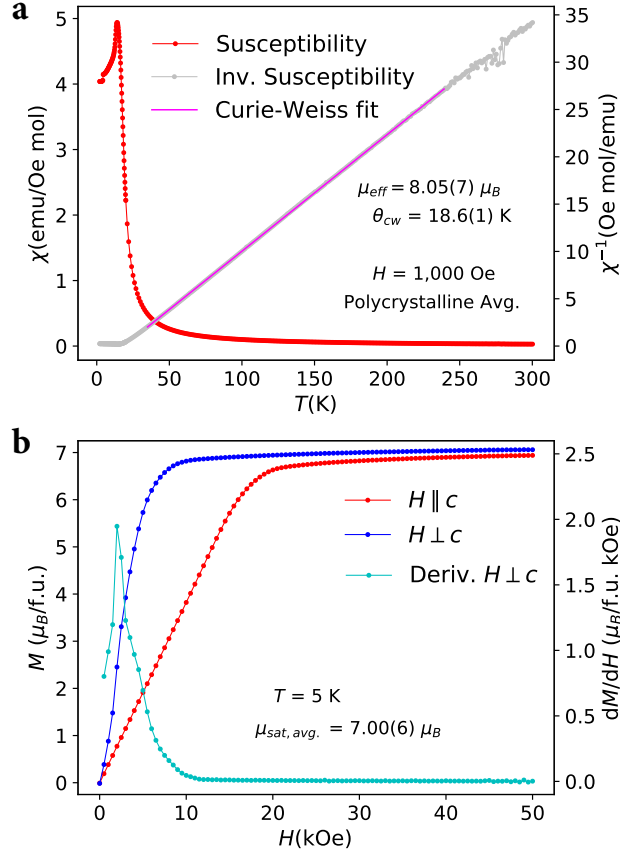 a
Susceptibility
Inv. Susceptibility
Curie-Weiss fit
μeff = 8.05(7) μB
θcw = 18.6(1) K
H = 1,000 Oe
Polycrystalline Avg.
χ(emu/Oe mol)
0
1
2
3
4
5
χ⁻¹(Oe mol/emu)
0
5
10
15
20
25
30
35
0 50 100 150 200 250 300
T(K)
b
H ∥ c
H ⊥ c
Deriv. H ⊥ c
T = 5 K
μsat,avg. = 7.00(6) μB
M (μB/f.u.)
0
1
2
3
4
5
6
7
dM/dH (μB/f.u. kOe)
0.0
0.5
1.0
1.5
2.0
2.5
0 10 20 30 40 50
H(kOe)